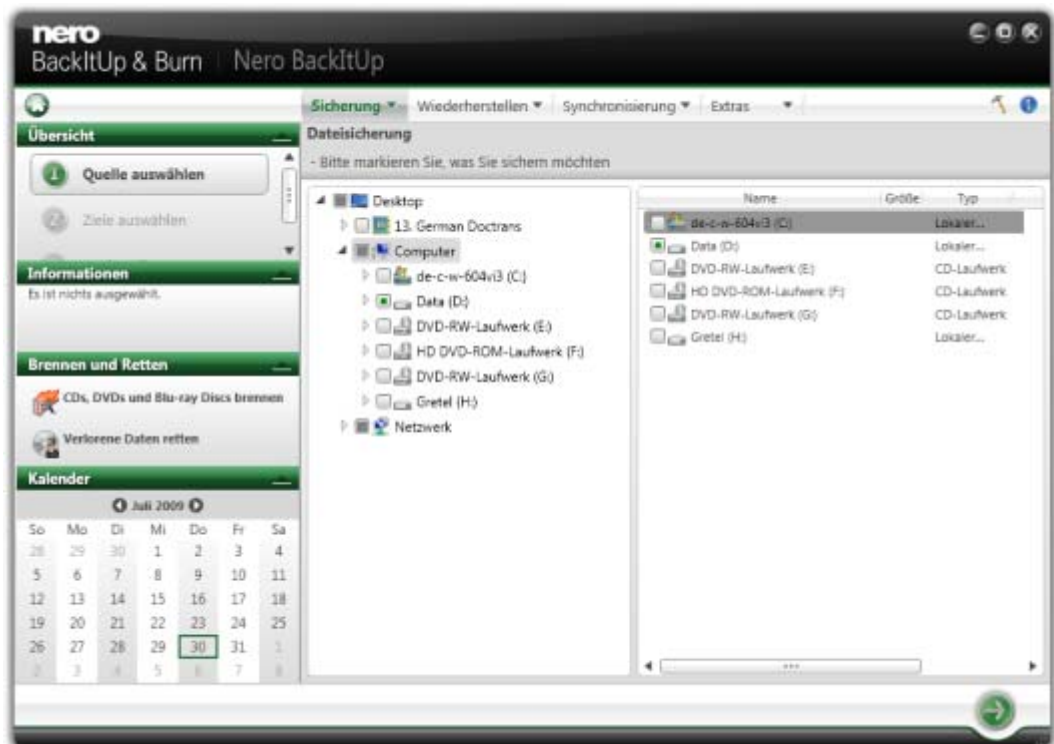 nero
BackItUp & Burn | Nero BackItUp
Sicherung Wiederherstellen Synchronisierung Extras
Übersicht
Quelle auswählen
Ziele auswählen
Informationen
Es ist nichts ausgewählt.
Brennen und Retten
CDs, DVDs und Blu-ray Discs brennen
Verlorene Daten retten
Kalender
Juli 2009
So Mo Di Mi Do Fr Sa
28 29 30 1 2 3 4
5 6 7 8 9 10 11
12 13 14 15 16 17 18
19 20 21 22 23 24 25
26 27 28 29 30 31 1
2 3 4 5 6 7 8
Dateisicherung
- Bitte markieren Sie, was Sie sichern möchten
Desktop
13. German Doctrans
Computer
de-c-w-604vi3 (C:)
Data (D:)
DVD-RW-Laufwerk (E:)
HD DVD-ROM-Laufwerk (F:)
DVD-RW-Laufwerk (G:)
Gretel (H:)
Netzwerk
Name Größe Typ
de-c-w-604vi3 (C:) Lokaler...
Data (D:) Lokaler...
DVD-RW-Laufwerk (E:) CD-Laufwerk
HD DVD-ROM-Laufwerk (F:) CD-Laufwerk
DVD-RW-Laufwerk (G:) CD-Laufwerk
Gretel (H:) Lokaler...